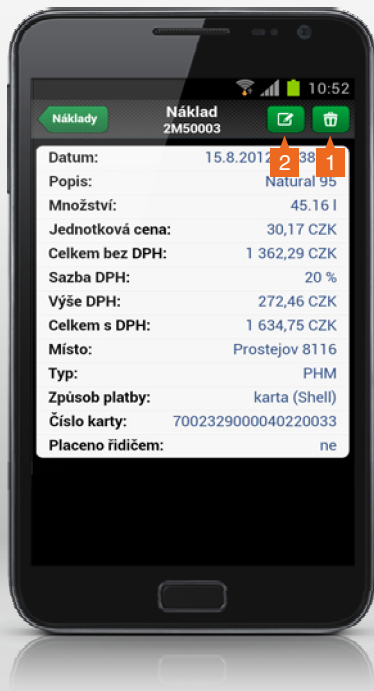 10:52
Náklady
Náklad
2M50003
2 1
Datum: 15.8.2012 38
Popis: Natural 95
Množství: 45.16 l
Jednotková cena: 30,17 CZK
Celkem bez DPH: 1 362,29 CZK
Sazba DPH: 20 %
Výše DPH: 272,46 CZK
Celkem s DPH: 1 634,75 CZK
Místo: Prostejov 8116
Typ: PHM
Způsob platby: karta (Shell)
Číslo karty: 7002329000040220033
Placeno řidičem: ne